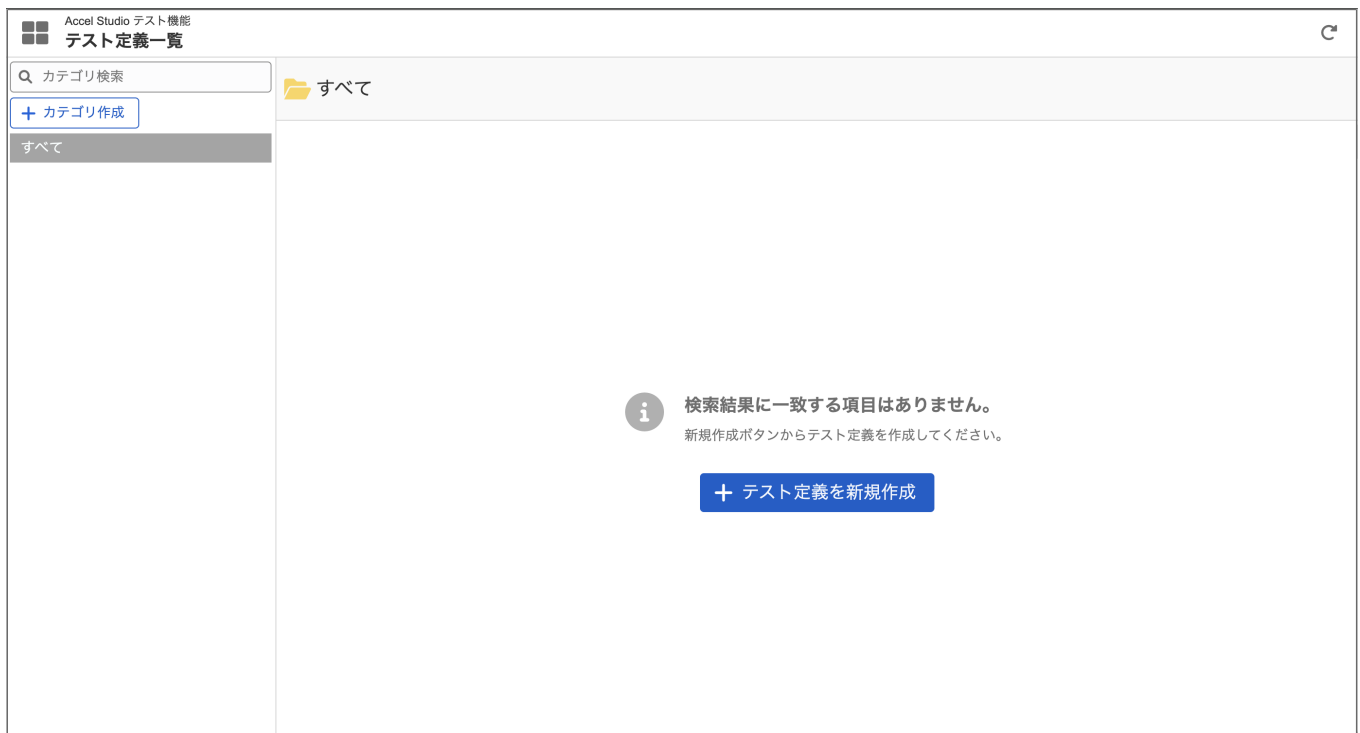 Accel Studio テスト機能
テスト定義一覧
カテゴリ検索
カテゴリ作成
すべて
すべて
検索結果に一致する項目はありません。
新規作成ボタンからテスト定義を作成してください。
テスト定義を新規作成